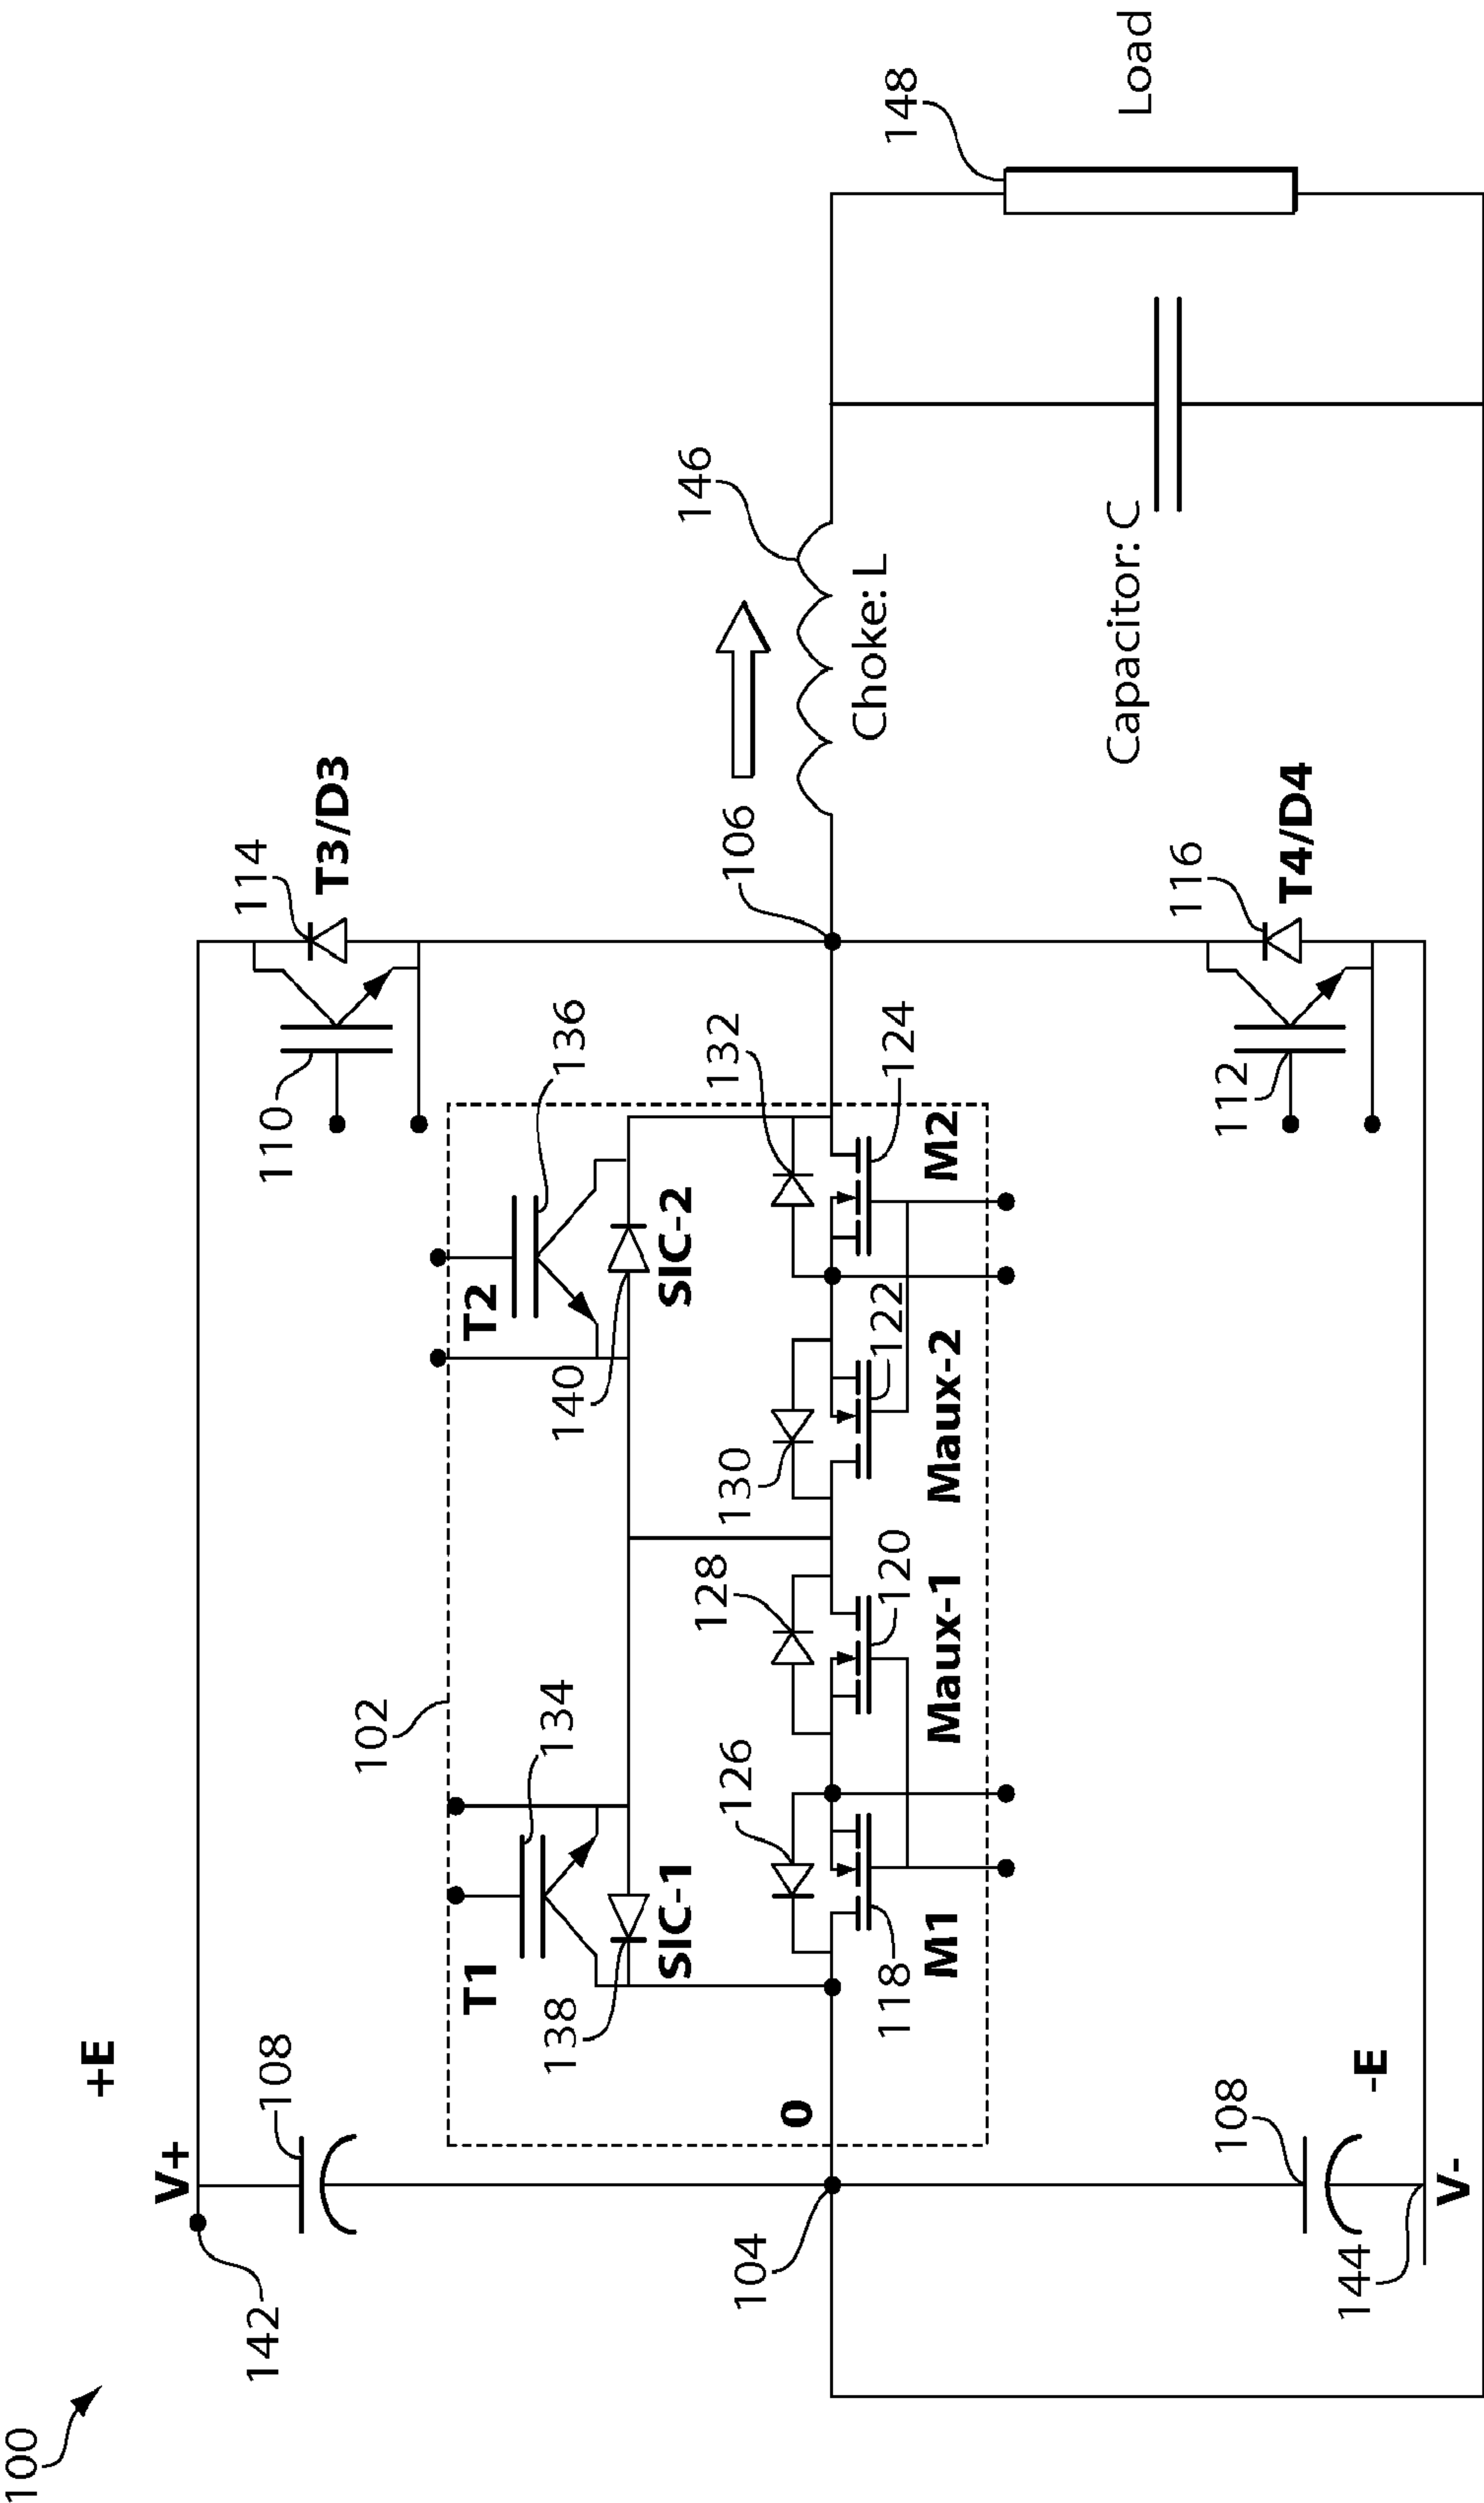 100
142
V+
+E
108
110
114
T3/D3
102
T1
134
T2
136
138
SIC-1
140
SIC-2
146
106
148
Choke: L
Load
Capacitor: C
0
104
126
128
130
132
118
120
122
124
M1
Maux-1
Maux-2
M2
112
116
T4/D4
108
-E
144
V-